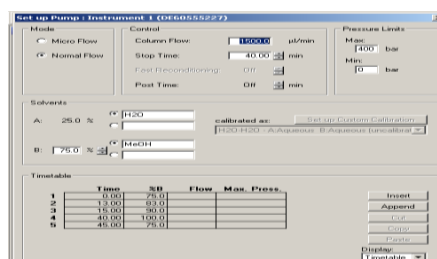 Set up Pump : Instrument 1 (DE60555227)
Mode
Micro Flow
Normal Flow
Control
Column Flow: 1500.0 µl/min
Stop Time: 40.00 min
Fast Reconditioning: Off
Post Time: Off min
Pressure Limits
Max:
400 bar
Min:
0 bar
Solvents
A: 25.0 % H2O
B: 75.0 % MeOH
calibrated as: Set up Custom Calibration
H2O H2O : A:Aqueous B:Aqueous (uncalibrat
Timetable
Time %B Flow Max. Press.
1 0.00 75.0
2 13.00 83.0
3 15.00 90.0
4 40.00 100.0
5 45.00 75.0
Insert
Append
Cut
Copy
Paste
Display:
Timetable